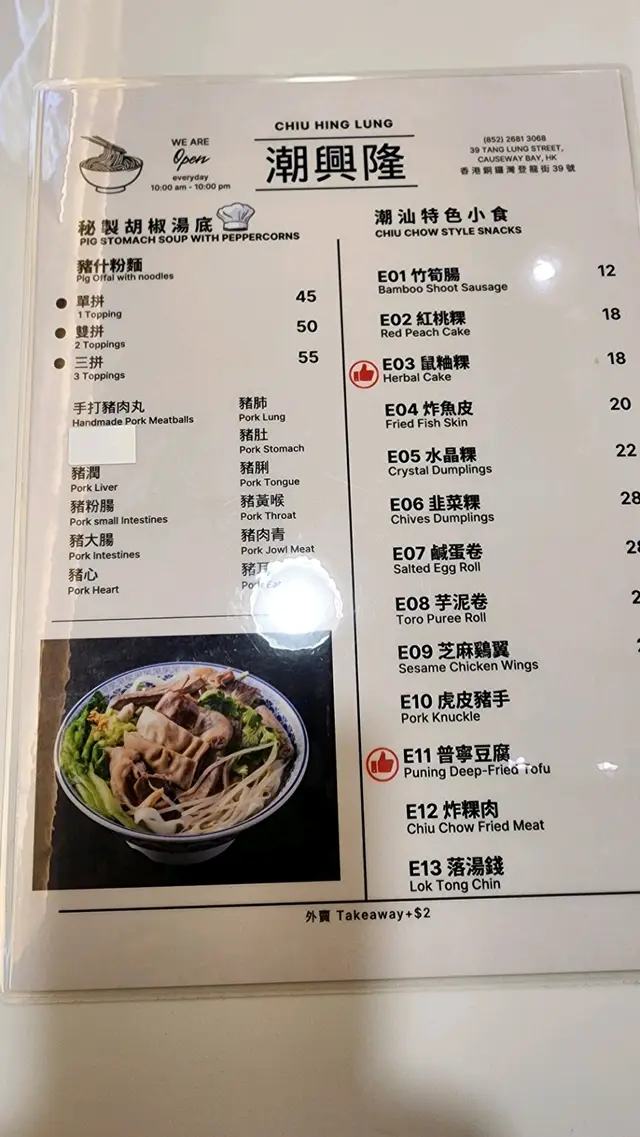 CHIU HING LUNG
潮興隆
WE ARE
Open
everyday
10:00 am - 10:00 pm
(852) 2681 3068
39 TANG LUNG STREET,
CAUSEWAY BAY, HK
香港銅鑼灣登龍街39號
秘製胡椒湯底
PIG STOMACH SOUP WITH PEPPERCORNS
豬什粉麵
Pig Offal with noodles
單拼 45
1 Topping
雙拼 50
2 Toppings
三拼 55
3 Toppings
手打豬肉丸
Handmade Pork Meatballs
豬潤
Pork Liver
豬粉腸
Pork small Intestines
豬大腸
Pork Intestines
豬心
Pork Heart
豬肺
Pork Lung
豬肚
Pork Stomach
豬脷
Pork Tongue
豬黃喉
Pork Throat
豬肉青
Pork Jowl Meat
豬耳
Pork Ear
潮汕特色小食
CHIU CHOW STYLE SNACKS
E01 竹筍腸 12
Bamboo Shoot Sausage
E02 紅桃粿 18
Red Peach Cake
E03 鼠粬粿 18
Herbal Cake
E04 炸魚皮 20
Fried Fish Skin
E05 水晶粿 22
Crystal Dumplings
E06 韭菜粿 28
Chives Dumplings
E07 鹹蛋卷
Salted Egg Roll
E08 芋泥卷
Toro Puree Roll
E09 芝麻鷄翼
Sesame Chicken Wings
E10 虎皮豬手
Pork Knuckle
E11 普寧豆腐
Puning Deep-Fried Tofu
E12 炸粿肉
Chiu Chow Fried Meat
E13 落湯錢
Lok Tong Chin
外賣 Takeaway+$2